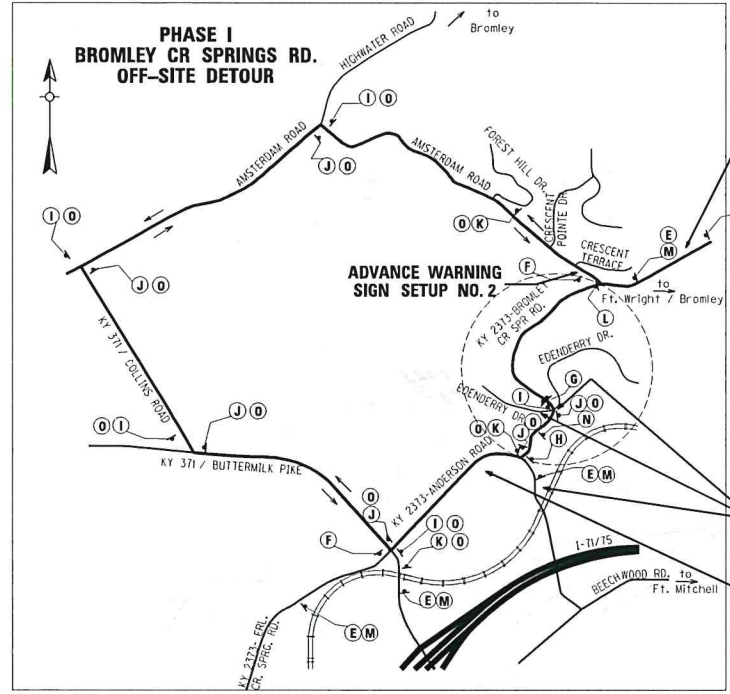 PHASE I
BROMLEY CR SPRINGS RD.
OFF-SITE DETOUR
to
Bromley
HIGHWATER ROAD
I O
J O
AMSTERDAM ROAD
AMSTERDAM ROAD
FOREST HILL DR.
CRESCENT
POINTE DR.
O K
I O
J O
CRESCENT
TERRACE
E
M
ADVANCE WARNING
SIGN SETUP NO. 2
F
to
Ft. Wright / Bromley
L
KY 2373-BROMLEY
CR SPR RD.
EDENDERRY DR.
G
I
EDENDERRY DR.
J O
N
O
J
H
O K
KY 371/ COLLINS ROAD
O I
J O
KY 371 / BUTTERMILK PIKE
KY 2373-ANDERSON ROAD
E M
O
J
F
I O
K O
I-71/75
BEECHWOOD RD.
to
Ft. Mitchell
E M
E M
KY 2373- ERL.
CR. SPRG. RD.